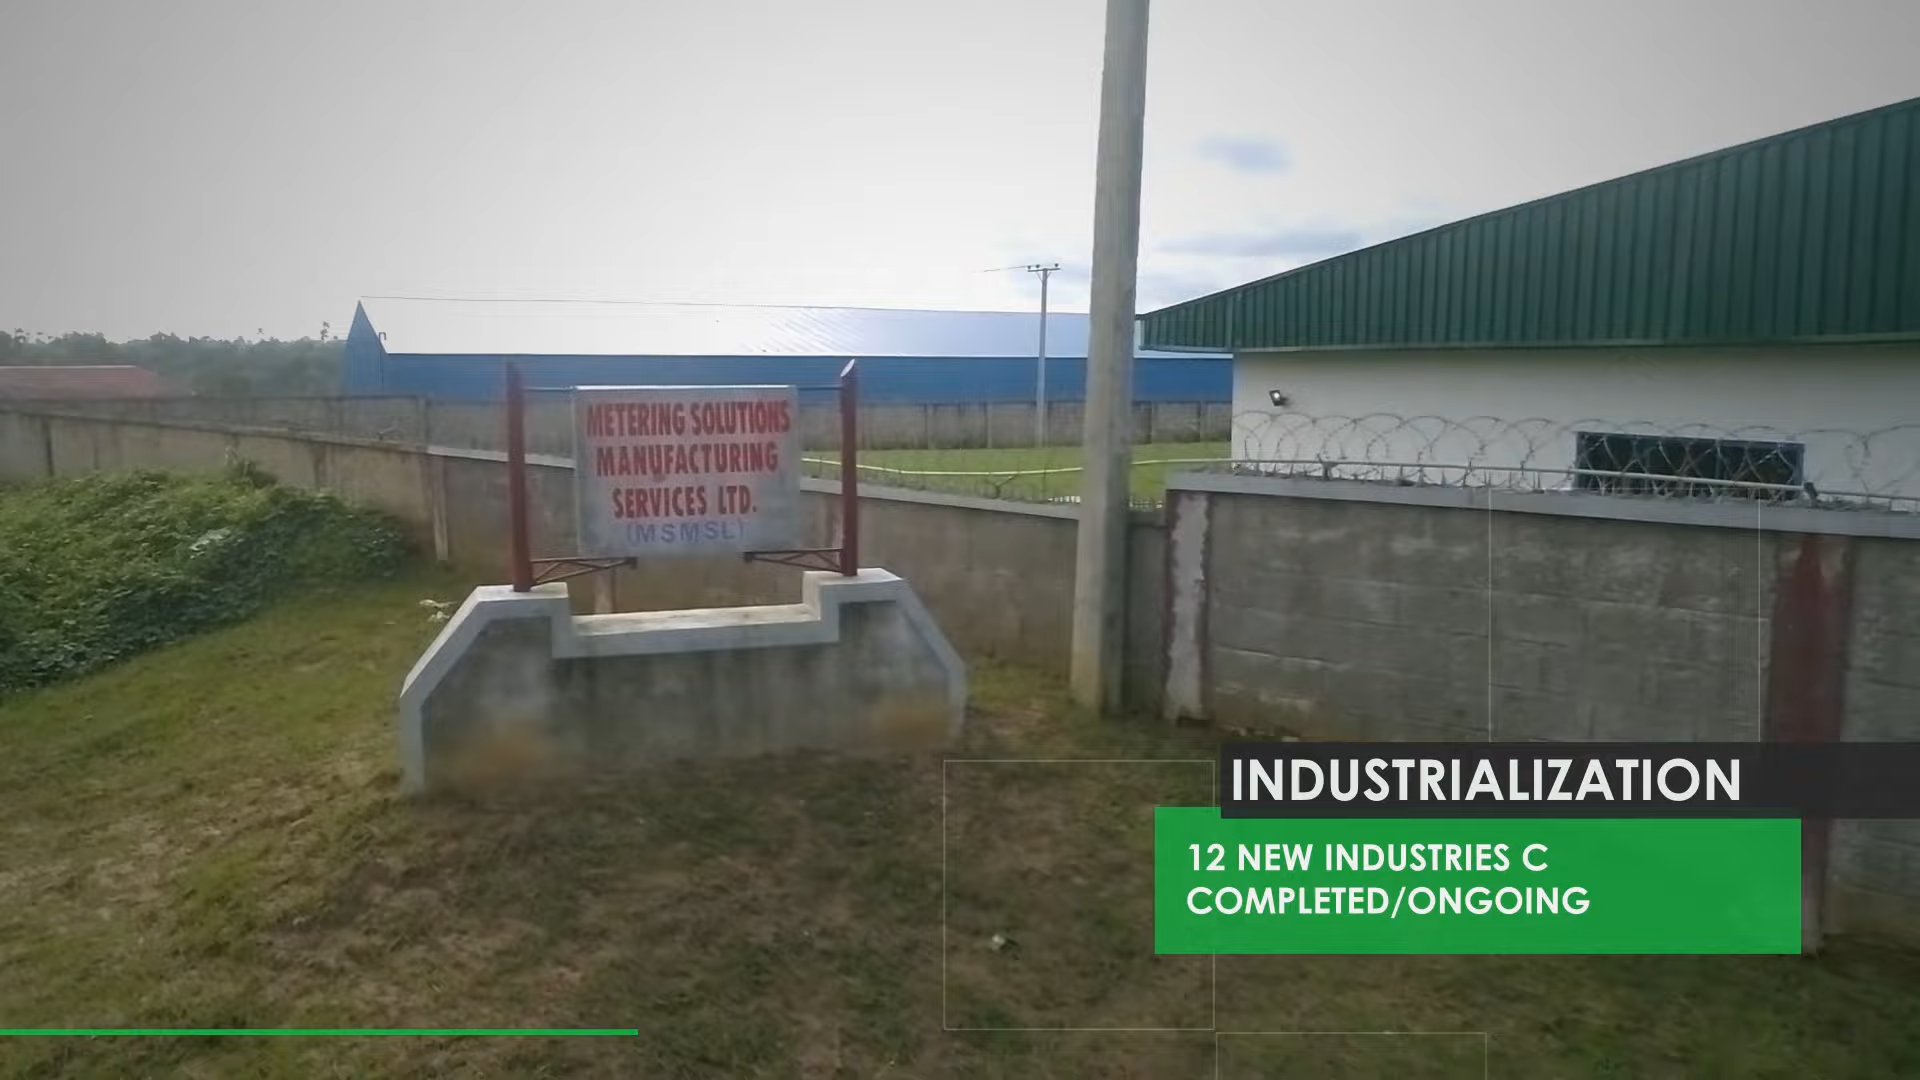 METERING SOLUTIONS
MANUFACTURING
SERVICES LTD.
(MSMSL)
INDUSTRIALIZATION
12 NEW INDUSTRIES C
COMPLETED/ONGOING